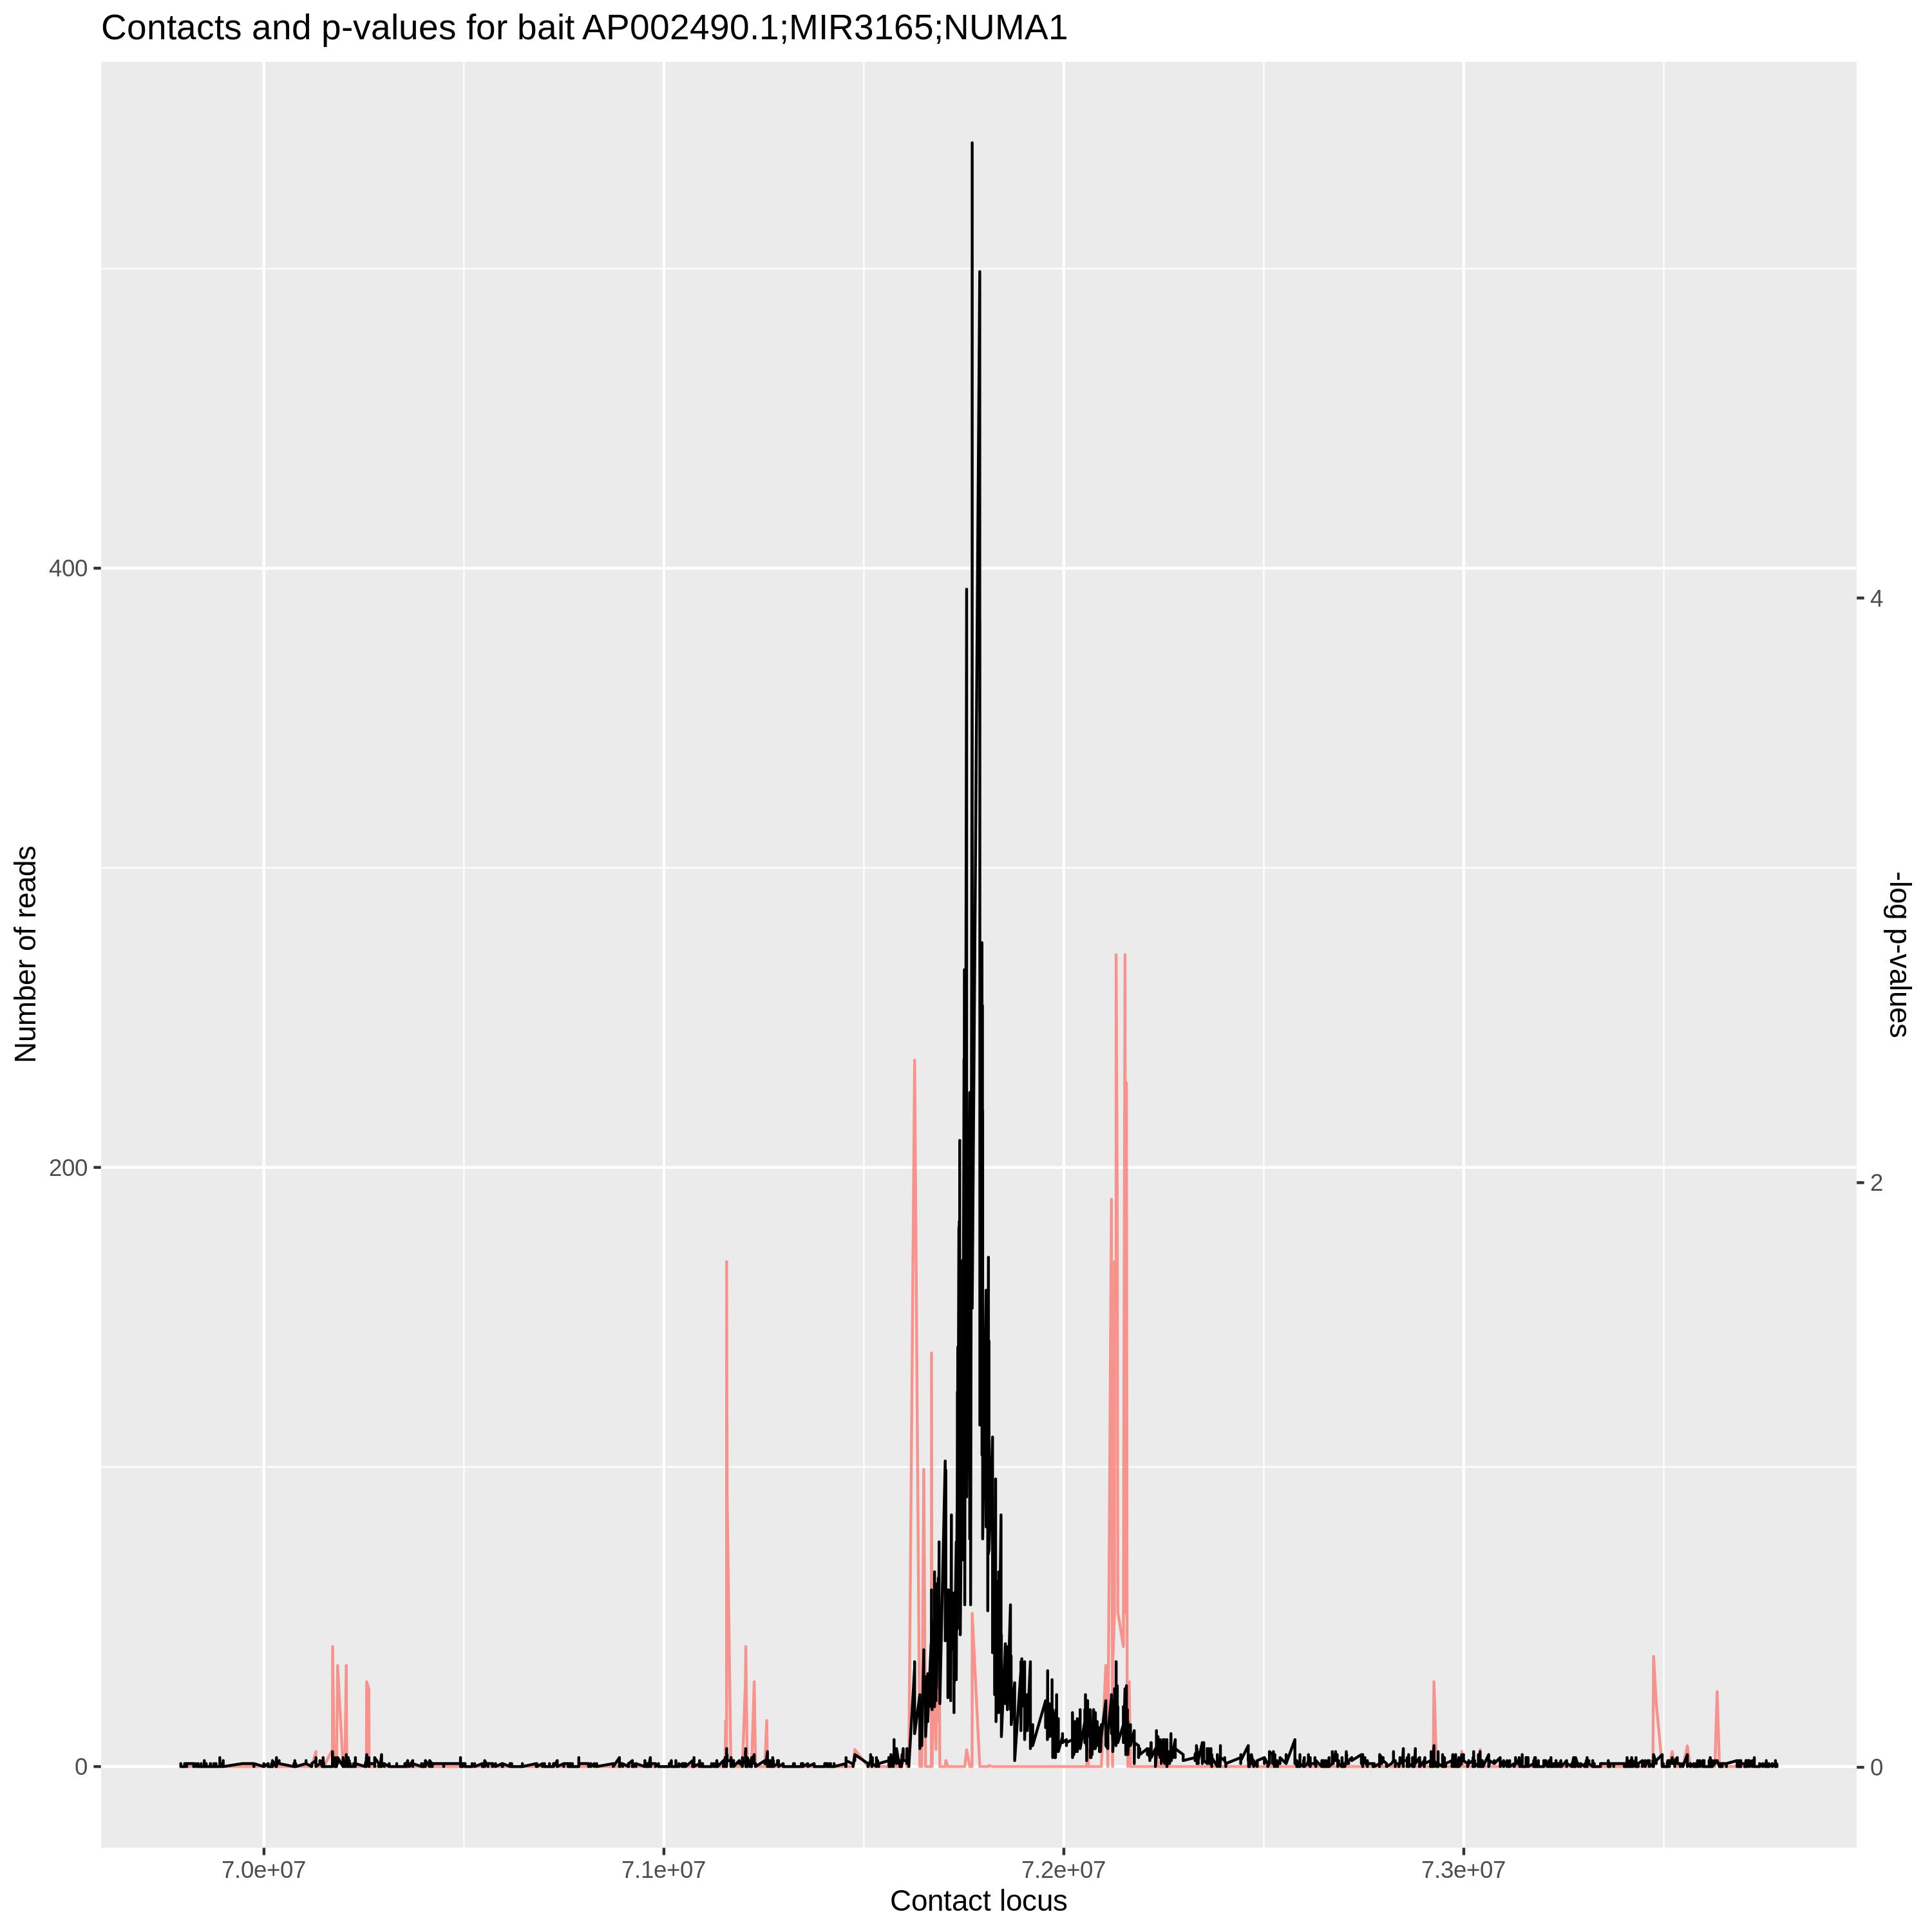 Contacts and p-values for bait AP002490.1;MIR3165;NUMA1
400
4
Number of reads
-log p-values
200
2
0
0
7.0e+07
7.1e+07
7.2e+07
7.3e+07
Contact locus